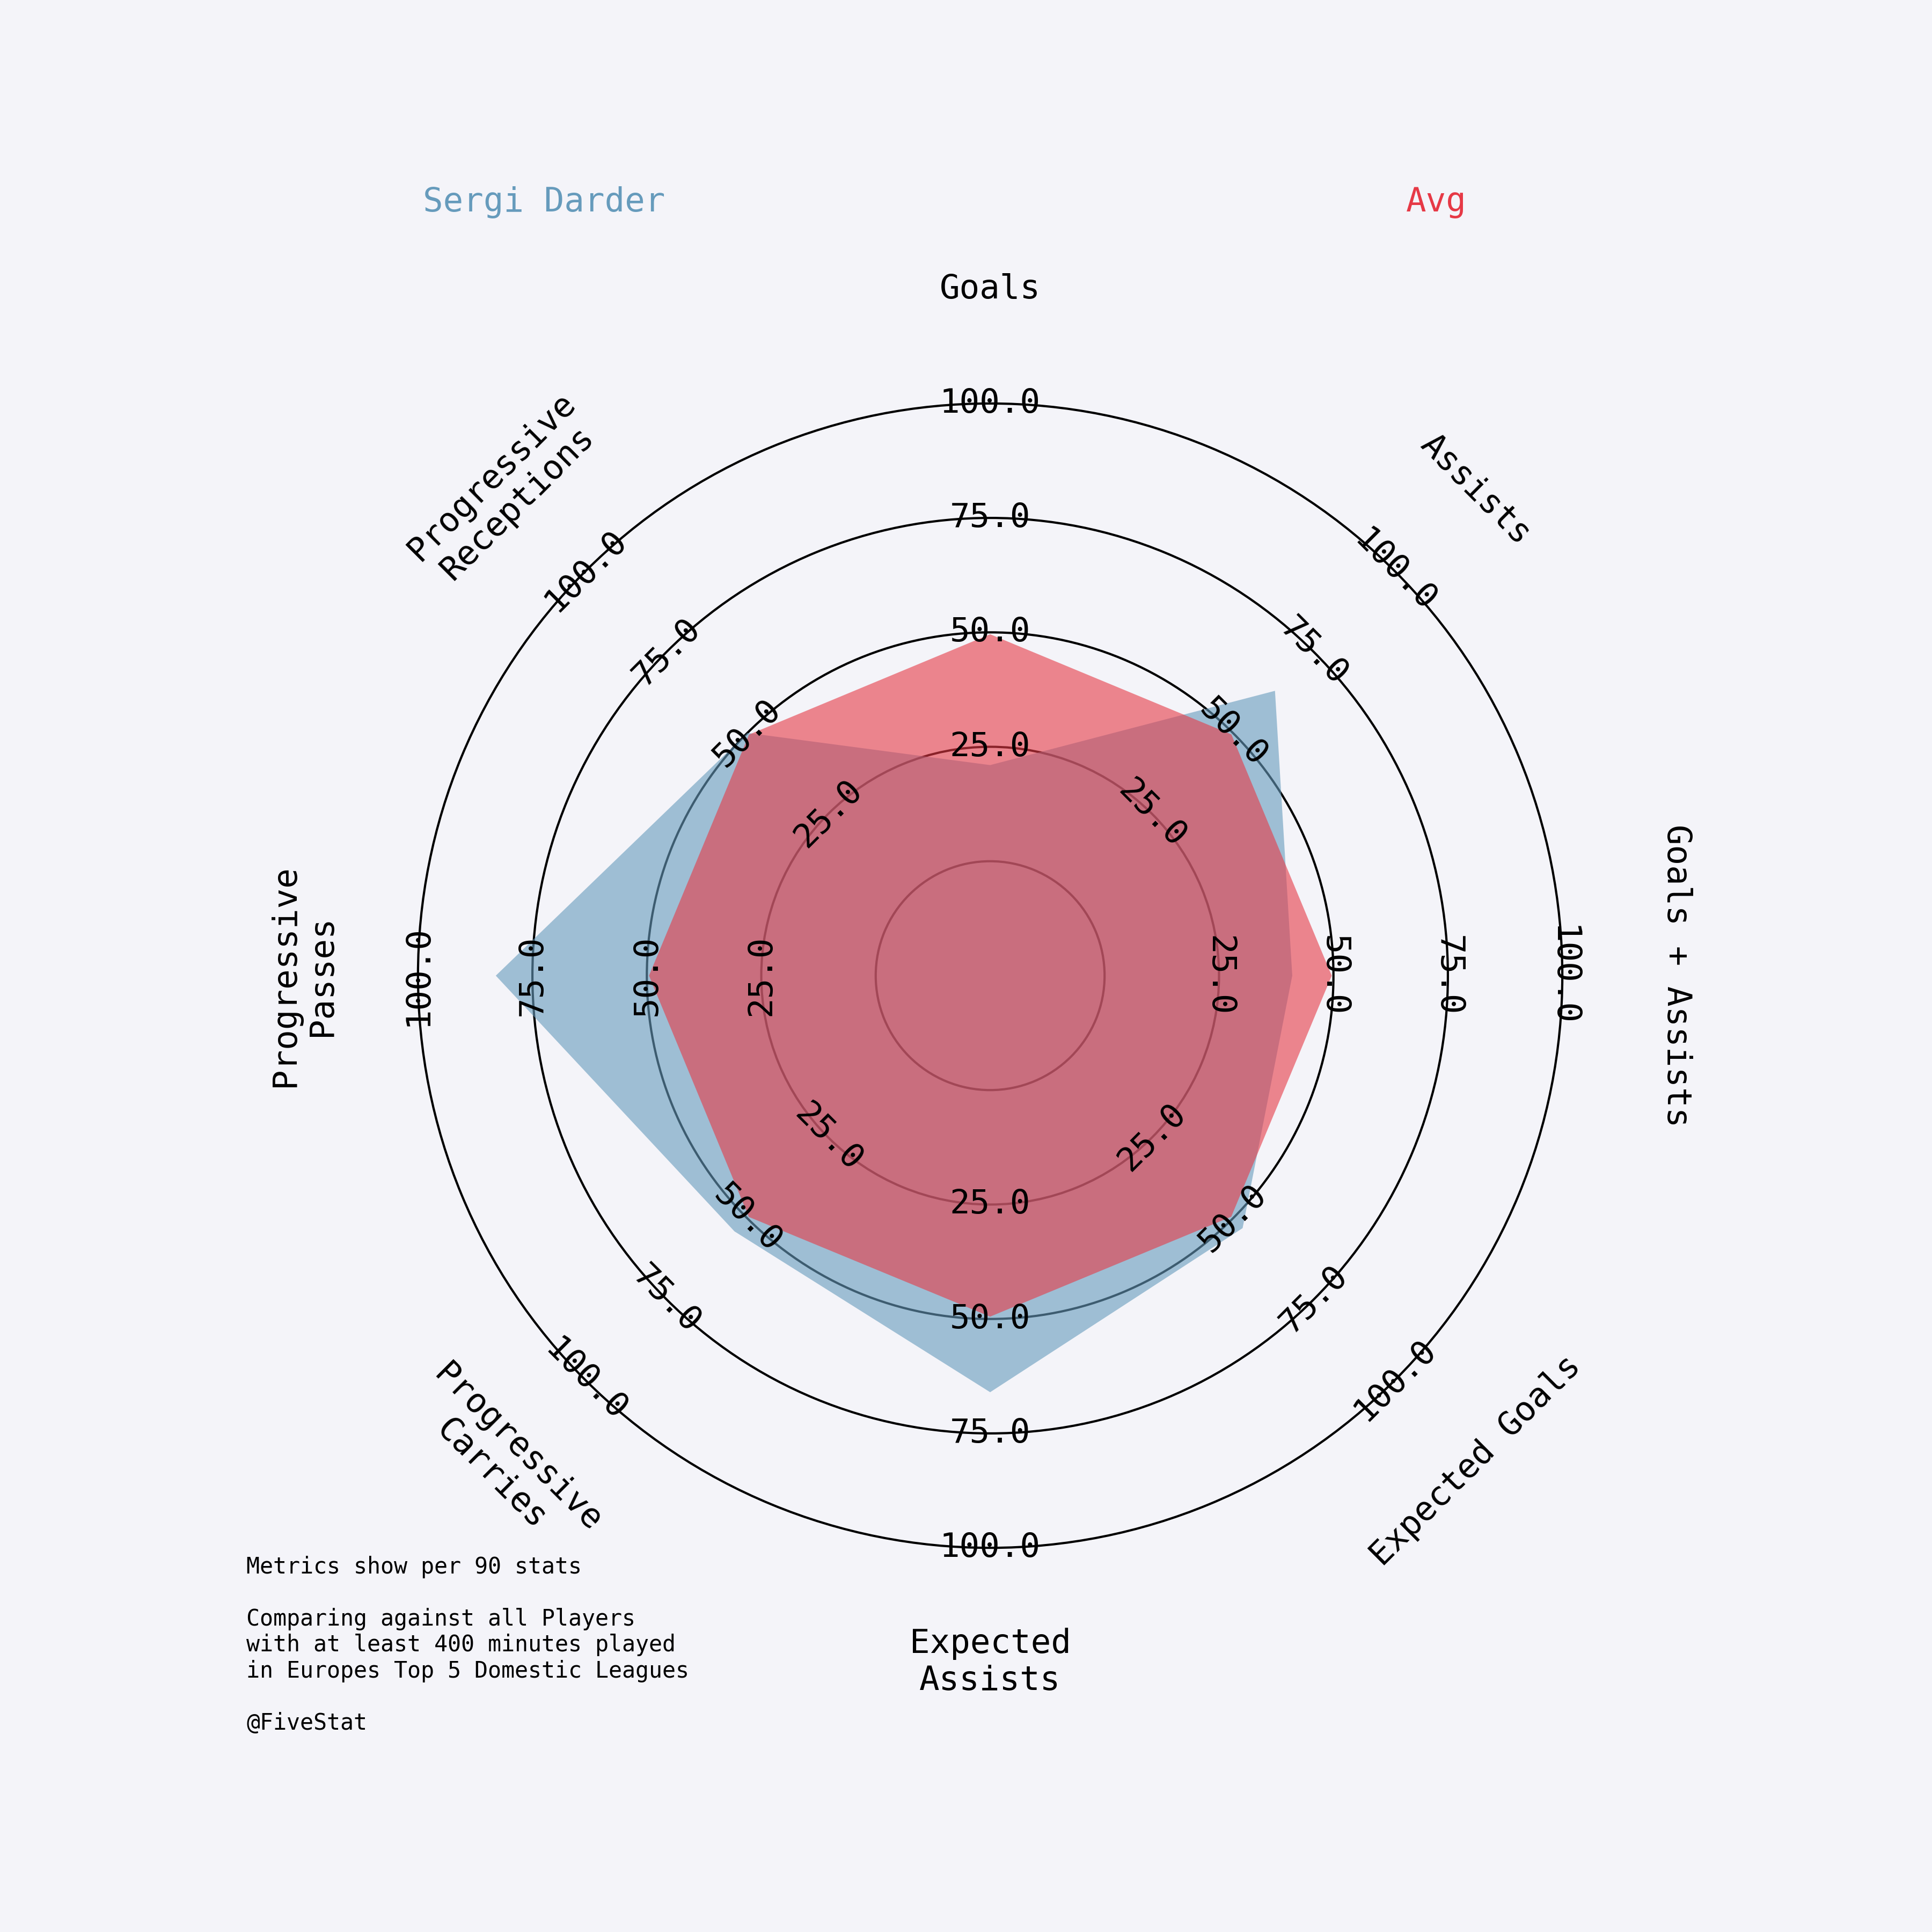 Sergi Darder
Avg
Goals
Assists
Goals + Assists
Expected Goals
Expected
Assists
Progressive
Carries
Progressive
Passes
Progressive
Receptions
25.0
50.0
75.0
100.0
25.0
50.0
75.0
100.0
25.0
50.0
75.0
100.0
25.0
50.0
75.0
100.0
25.0
50.0
75.0
100.0
25.0
50.0
75.0
100.0
25.0
50.0
75.0
100.0
25.0
50.0
75.0
100.0
Metrics show per 90 stats
Comparing against all Players
with at least 400 minutes played
in Europes Top 5 Domestic Leagues
@FiveStat